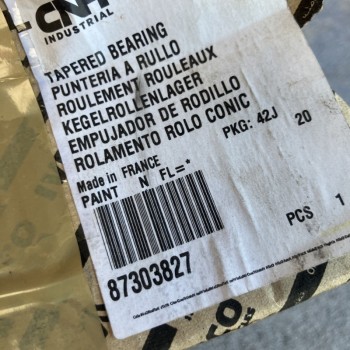 CNH
INDUSTRIAL
TAPERED BEARING
PUNTERIA A RULLO
ROULEMENT ROULEAUX
KEGELROLLENLAGER
EMPUJADOR DE RODILLO
ROLAMENTO ROLO CONIC
PKG: 42J 20
Made in FRANCE
PAINT N FL=*
PCS 1
87303827